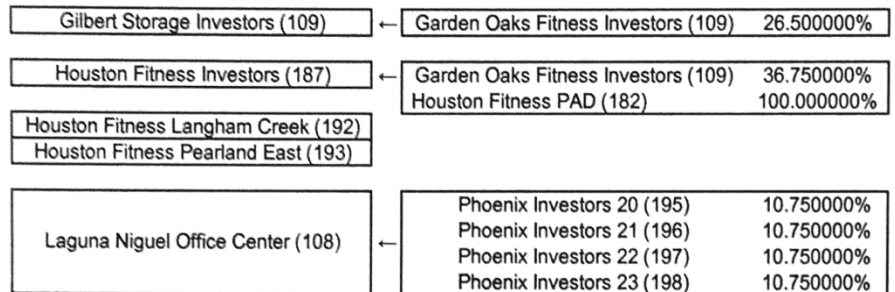 Gilbert Storage Investors (109) ← Garden Oaks Fitness Investors (109) 26.500000%
Houston Fitness Investors (187) ← Garden Oaks Fitness Investors (109) 36.750000%
Houston Fitness PAD (182) 100.000000%
Houston Fitness Langham Creek (192)
Houston Fitness Pearland East (193)
Laguna Niguel Office Center (108) ← Phoenix Investors 20 (195) 10.750000%
Phoenix Investors 21 (196) 10.750000%
Phoenix Investors 22 (197) 10.750000%
Phoenix Investors 23 (198) 10.750000%